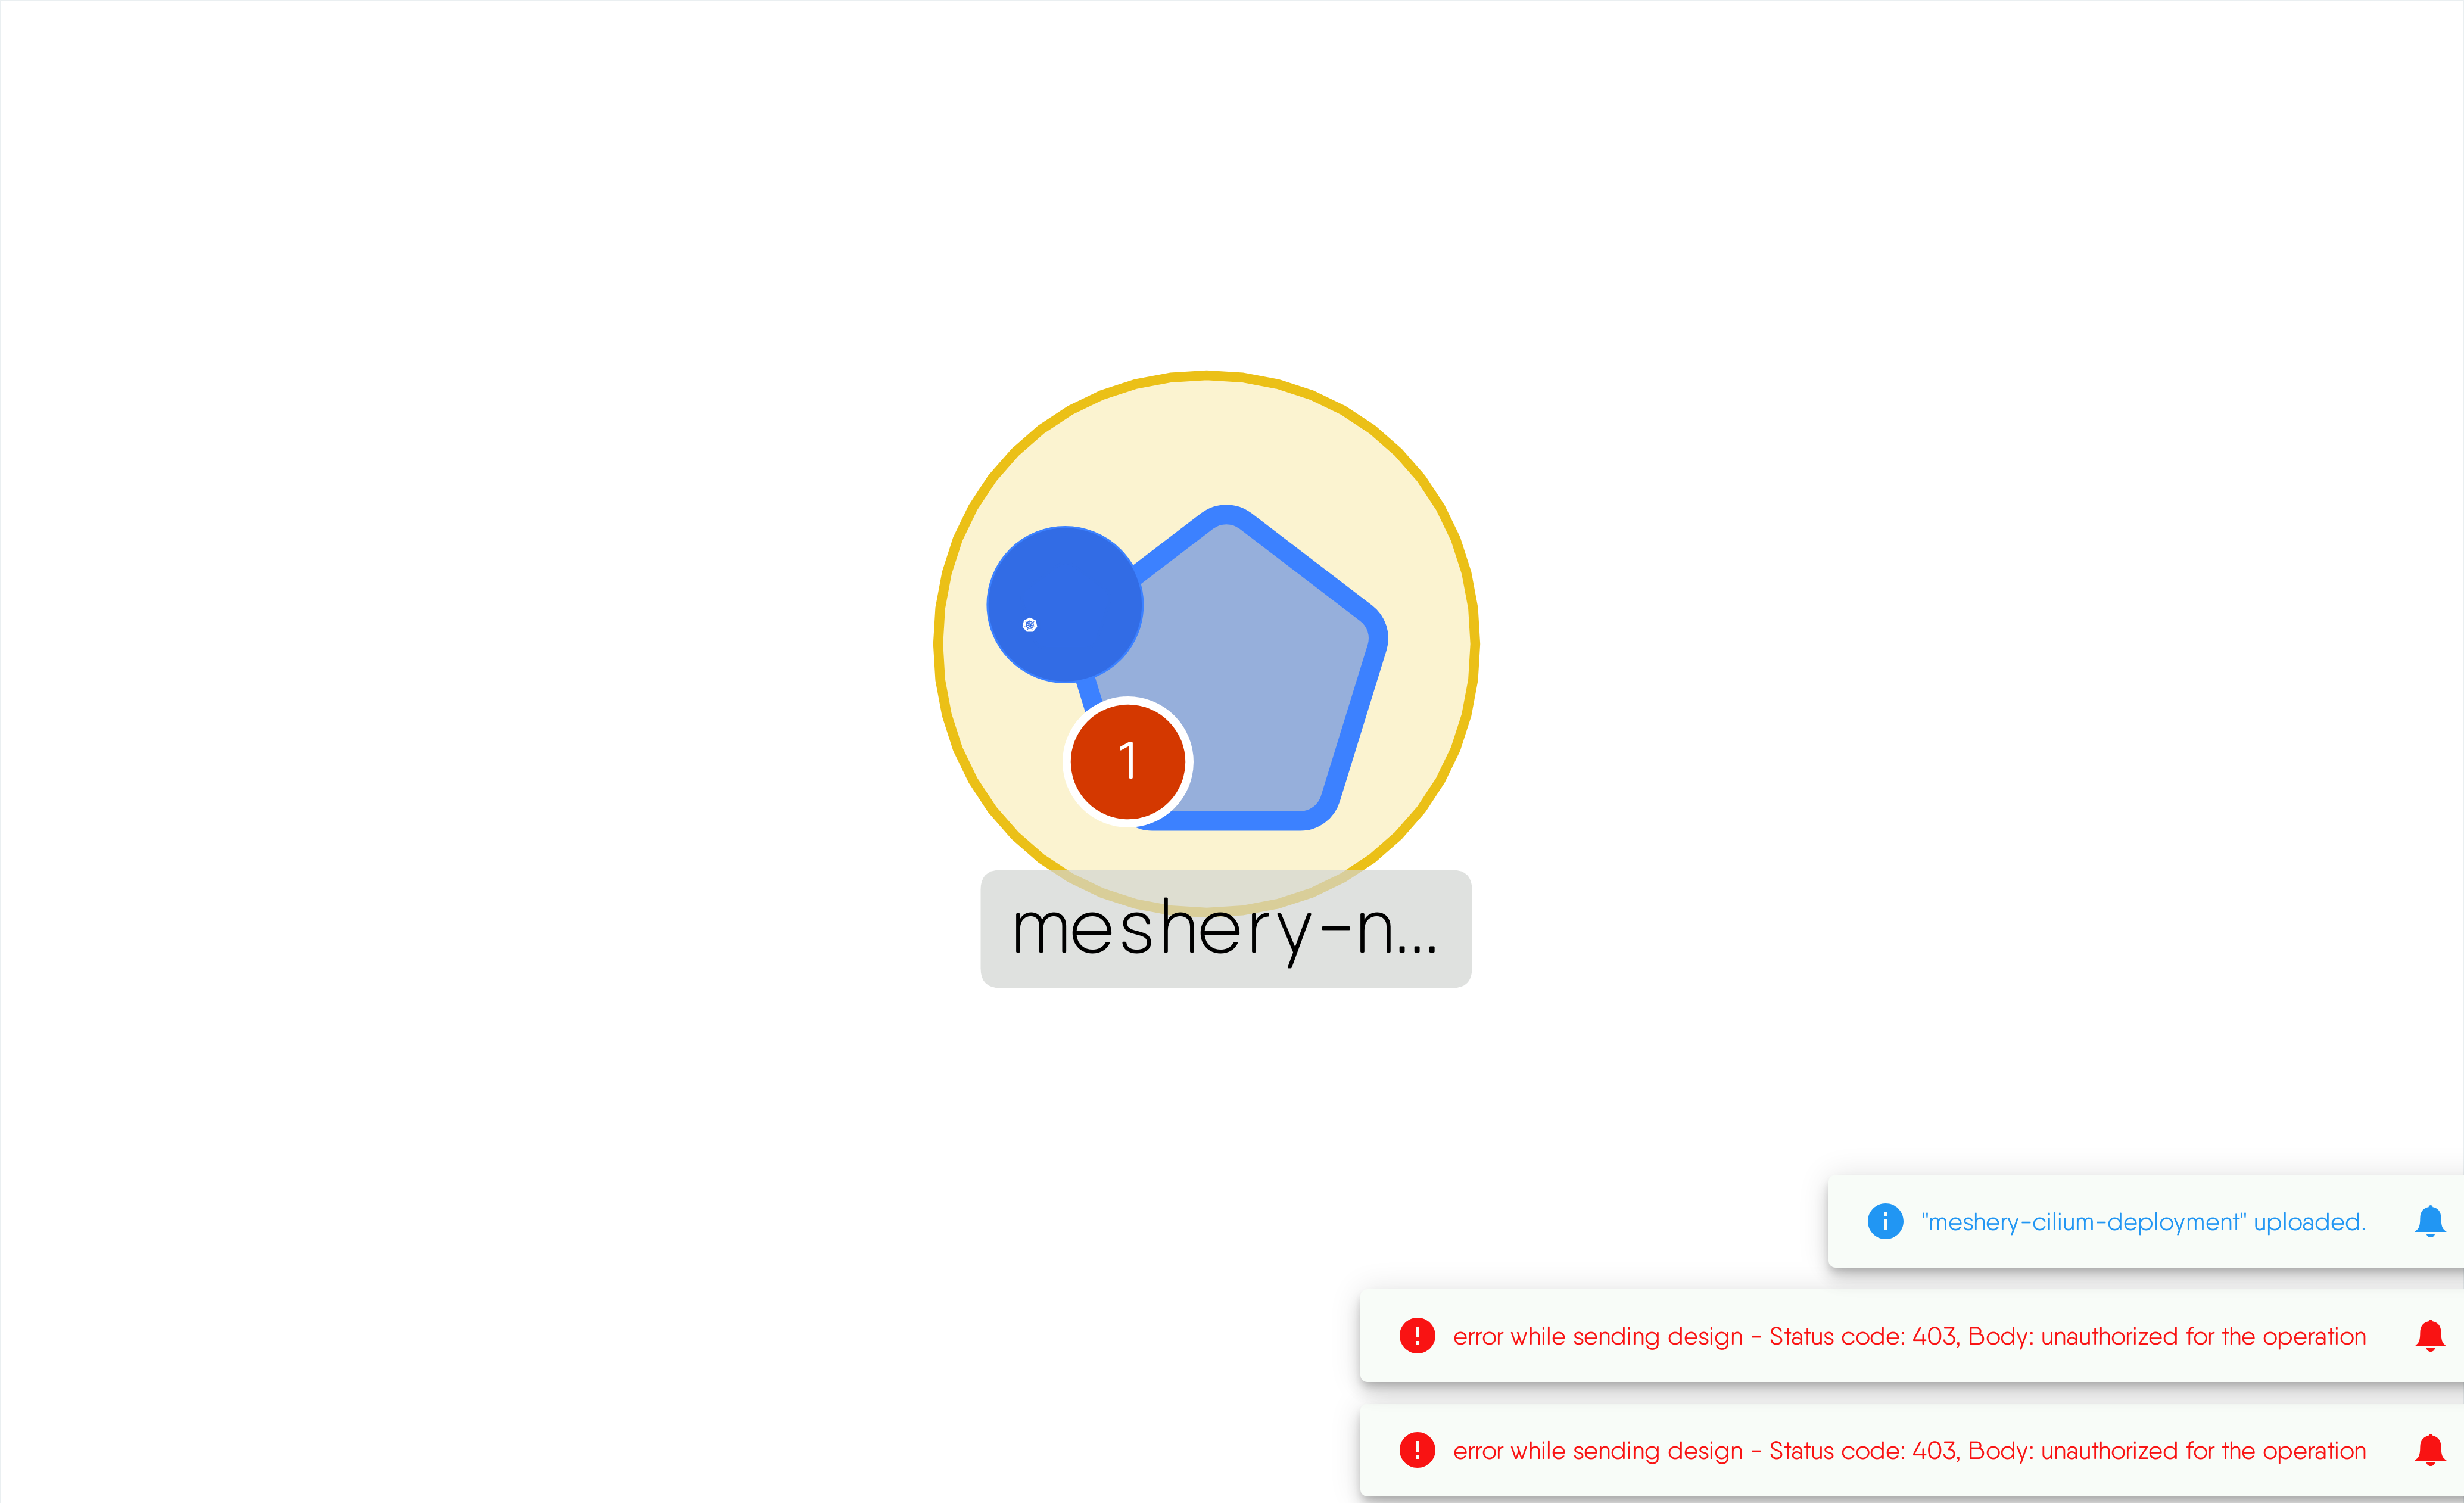 1
meshery-n...
"meshery-cilium-deployment" uploaded.
error while sending design - Status code: 403, Body: unauthorized for the operation
error while sending design - Status code: 403, Body: unauthorized for the operation